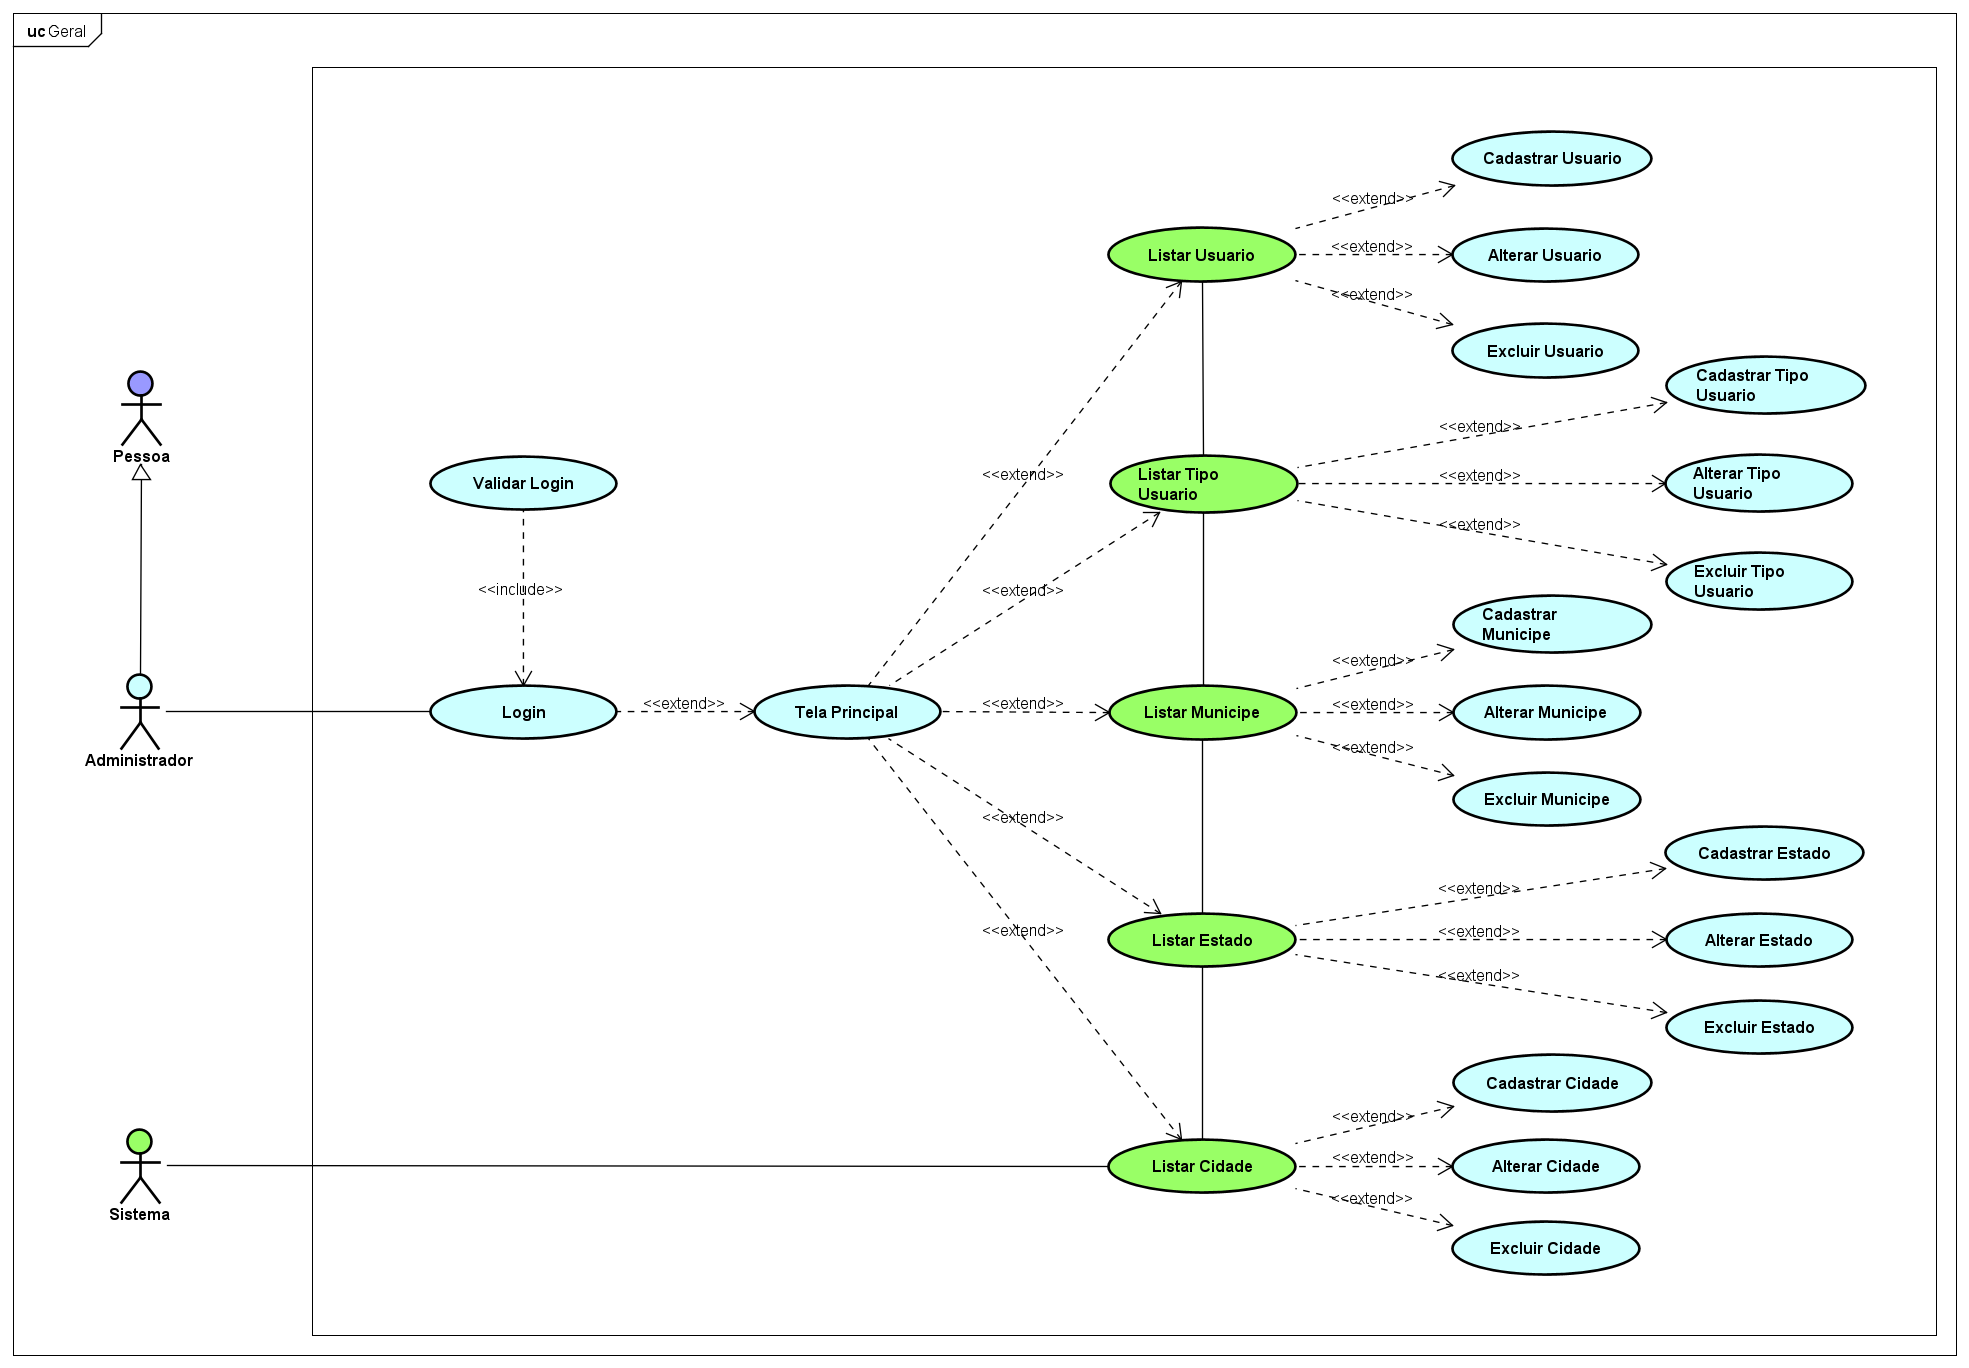 uc Geral
Cadastrar Usuario
<<extend>>
Listar Usuario
<<extend>>
Alterar Usuario
<<extend>>
Excluir Usuario
Pessoa
Cadastrar Tipo
Usuario
<<extend>>
Validar Login
<<extend>>
Listar Tipo
Usuario
<<extend>>
Alterar Tipo
Usuario
<<extend>>
Excluir Tipo
Usuario
<<include>>
<<extend>>
Cadastrar
Municipe
<<extend>>
Administrador
Login
<<extend>>
Tela Principal
<<extend>>
Listar Municipe
<<extend>>
Alterar Municipe
<<extend>>
Excluir Municipe
<<extend>>
Cadastrar Estado
<<extend>>
<<extend>>
Listar Estado
<<extend>>
Alterar Estado
<<extend>>
Excluir Estado
Cadastrar Cidade
<<extend>>
Sistema
Listar Cidade
<<extend>>
Alterar Cidade
<<extend>>
Excluir Cidade